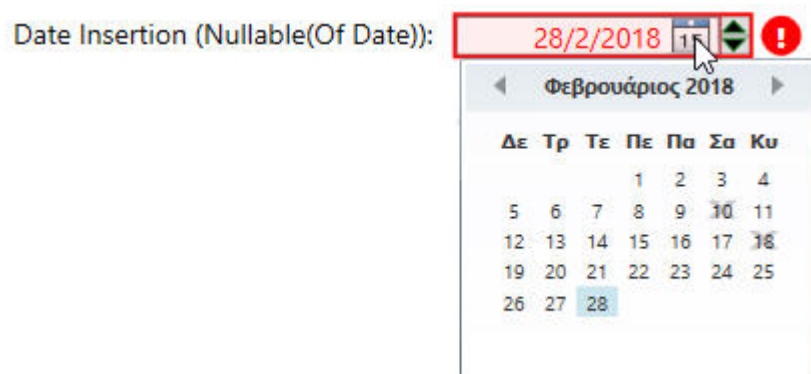 Date Insertion (Nullable(Of Date)): 28/2/2018 15 !
Φεβρουάριος 2018
Δε Τρ Τε Πε Πα Σα Κυ
1 2 3 4
5 6 7 8 9 10 11
12 13 14 15 16 17 18
19 20 21 22 23 24 25
26 27 28